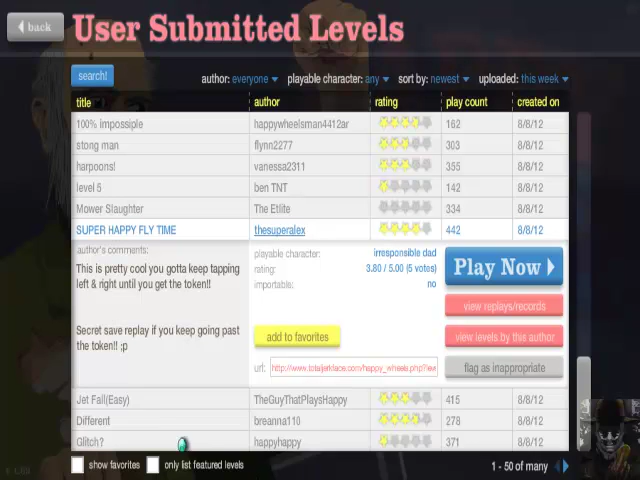 back
User Submitted Levels
search!
author: everyone playable character: any sort by: newest uploaded: this week
title author rating play count created on
100% impossiple happywheelsman4412ar 162 8/8/12
stong man flynn2277 303 8/8/12
harpoons! vanessa2311 355 8/8/12
level 5 ben TNT 142 8/8/12
Mower Slaughter The Etlite 334 8/8/12
SUPER HAPPY FLY TIME thesuperalex 442 8/8/12
author's comments:
This is pretty cool you gotta keep tapping
left & right until you get the token!!
Secret save replay if you keep going past
the token!! ;p
playable character: irresponsible dad
rating: 3.80 / 5.00 (5 votes)
importable: no
add to favorites
url: http://www.totaljerkface.com/happy_wheels.php?lev
Play Now
view replays/records
view levels by this author
flag as inappropriate
Jet Fall(Easy) TheGuyThatPlaysHappy 415 8/8/12
Different breanna110 278 8/8/12
Glitch? happyhappy 371 8/8/12
show favorites only list featured levels 1 - 50 of many